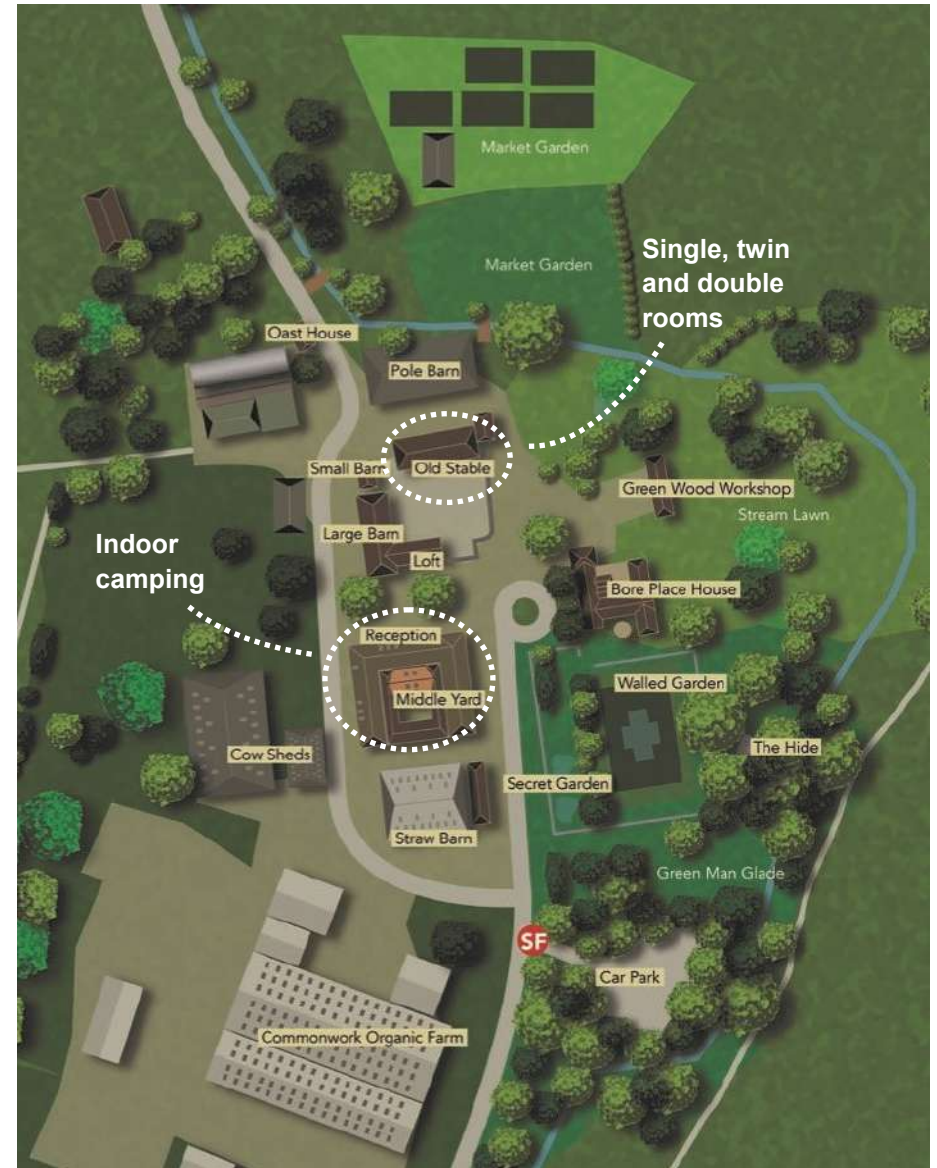 Market Garden
Market Garden
Single, twin
and double
rooms
Oast House
Pole Barn
Small Barn
Old Stable
Green Wood Workshop
Stream Lawn
Large Barn
Indoor
camping
Loft
Bore Place House
Reception
Walled Garden
Middle Yard
The Hide
Cow Sheds
Secret Garden
Straw Barn
Green Man Glade
SF
Car Park
Commonwork Organic Farm